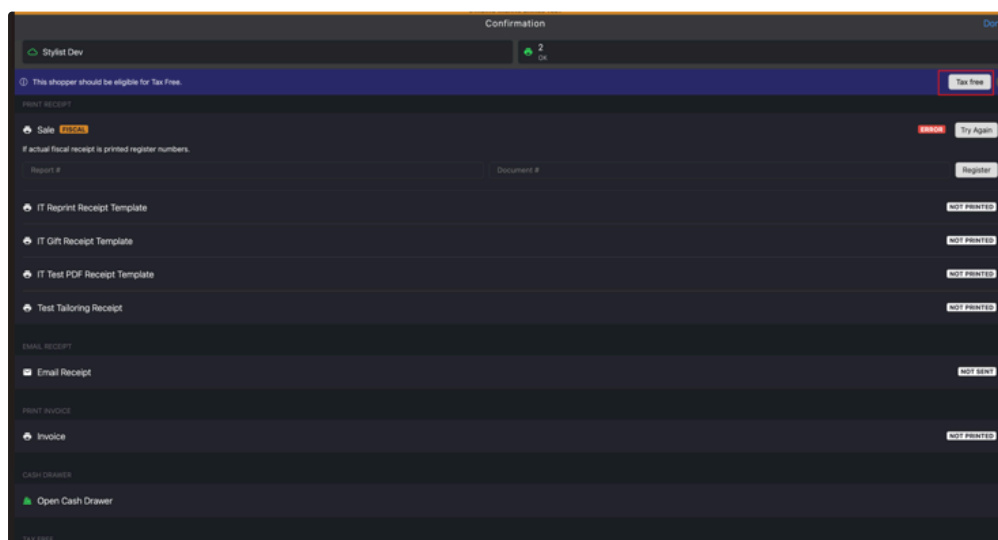 Confirmation
Don
Stylist Dev
2
OK
This shopper should be eligible for Tax Free.
Tax free
PRINT RECEIPT
Sale FISCAL
ERROR
Try Again
If actual fiscal receipt is printed register numbers.
Report #
Document #
Register
IT Reprint Receipt Template
NOT PRINTED
IT Gift Receipt Template
NOT PRINTED
IT Test PDF Receipt Template
NOT PRINTED
Test Tailoring Receipt
NOT PRINTED
EMAIL RECEIPT
Email Receipt
NOT SENT
PRINT INVOICE
Invoice
NOT PRINTED
CASH DRAWER
Open Cash Drawer
TAX FREE